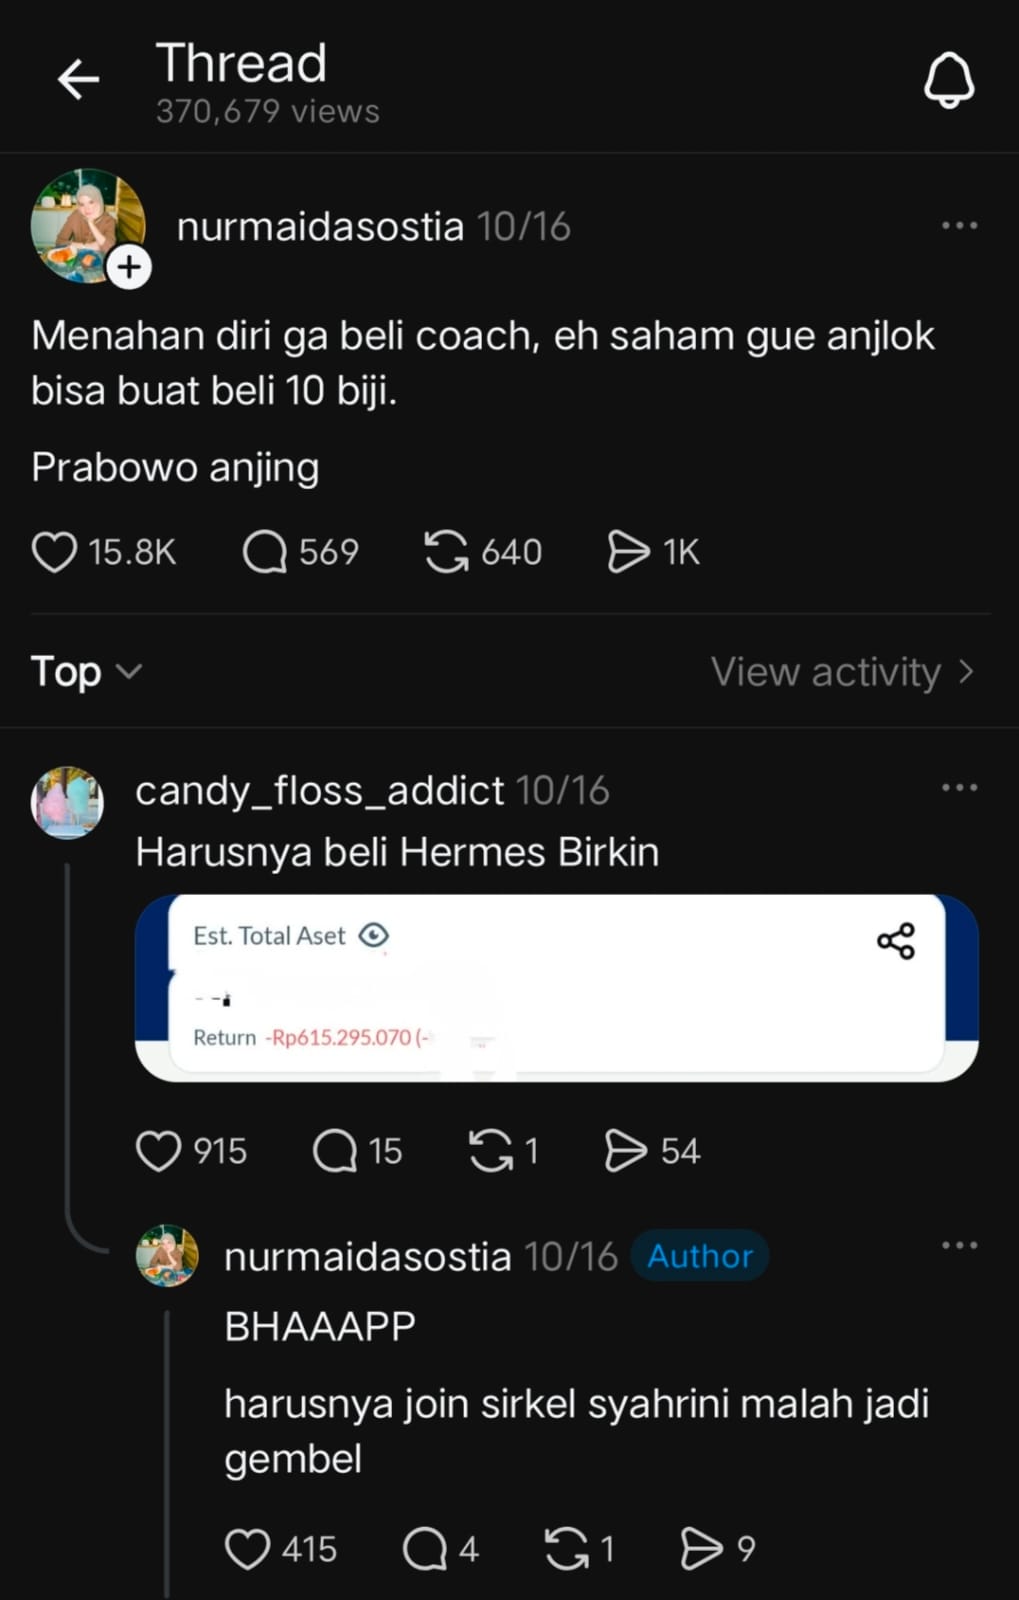 Thread
370,679 views
nurmaidasostia 10/16
Menahan diri ga beli coach, eh saham gue anjlok
bisa buat beli 10 biji.
Prabowo anjing
15.8K 569 640 1K
Top View activity
candy_floss_addict 10/16
Harusnya beli Hermes Birkin
Est. Total Aset
Return -Rp615.295.070 (-
915 15 1 54
nurmaidasostia 10/16 Author
BHAAAPP
harusnya join sirkel syahrini malah jadi
gembel
415 4 1 9